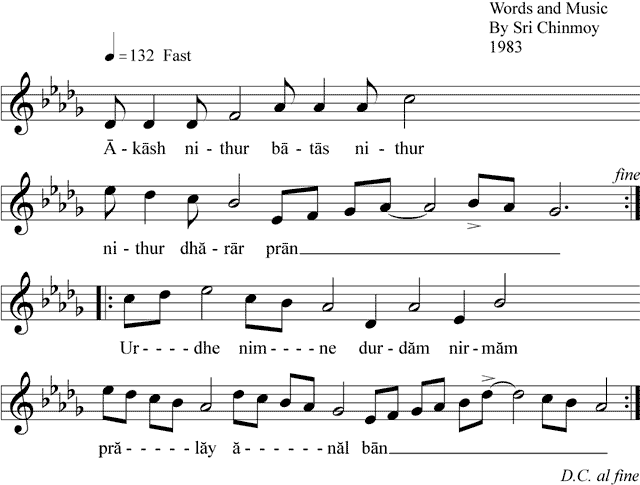 Words and Music
By Sri Chinmoy
1983
= 132 Fast
Ā - kāsh ni - thur bā - tās ni - thur
fine
ni - thur dhă - rār prān
Ur - - - - dhe nim - - - - ne dur - dăm nir - măm
pră - - - - - lăy ă - - - - - - năl bān
D.C. al fine